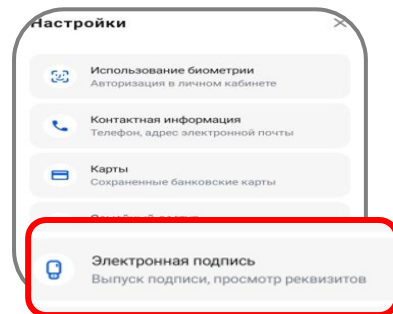 Настройки
Использование биометрии
Авторизация в личном кабинете
Контактная информация
Телефон, адрес электронной почты
Карты
Сохраненные банковские карты
Электронная подпись
Выпуск подписи, просмотр реквизитов